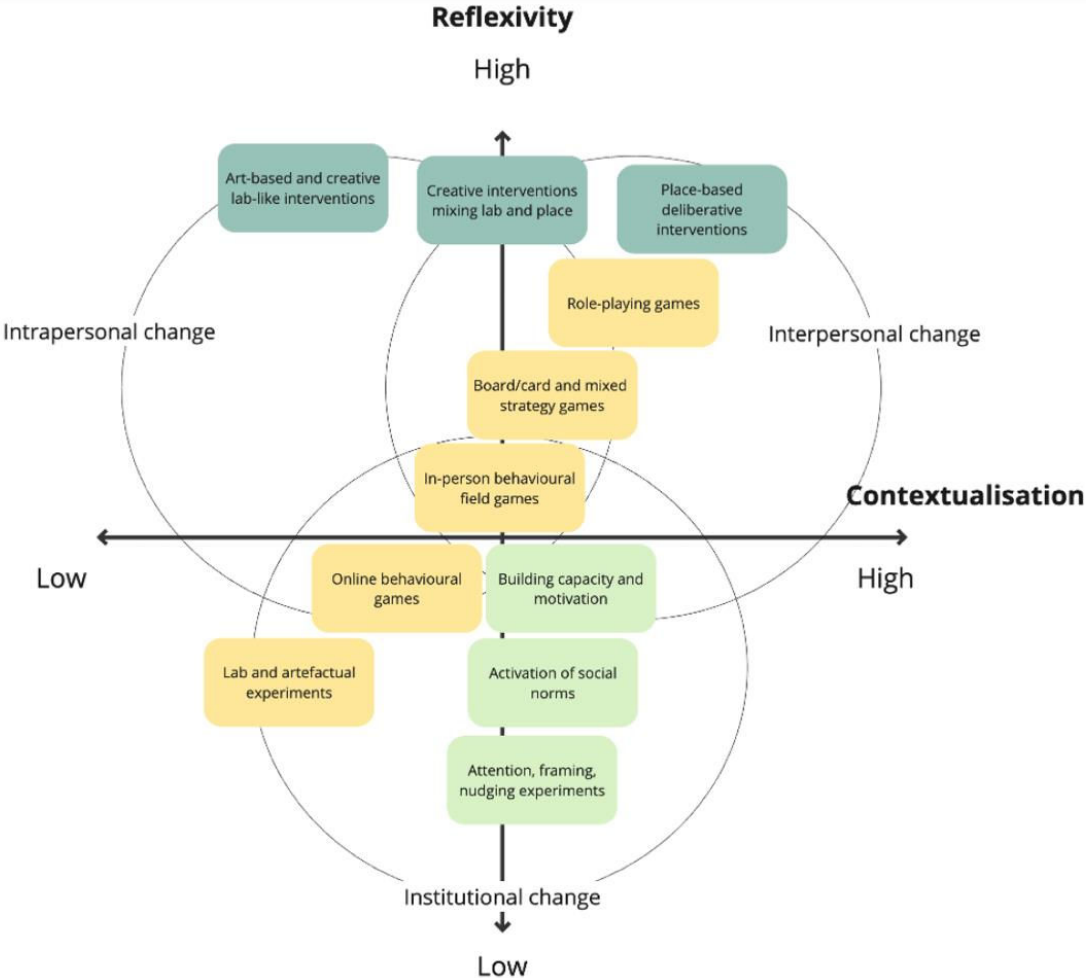 Reflexivity
High
Art-based and creative
lab-like interventions
Creative interventions
mixing lab and place
Place-based
deliberative
interventions
Role-playing games
Intrapersonal change
Interpersonal change
Board/card and mixed
strategy games
In-person behavioural
field games
Contextualisation
Low
High
Online behavioural
games
Building capacity and
motivation
Lab and artefactual
experiments
Activation of social
norms
Attention, framing,
nudging experiments
Institutional change
Low